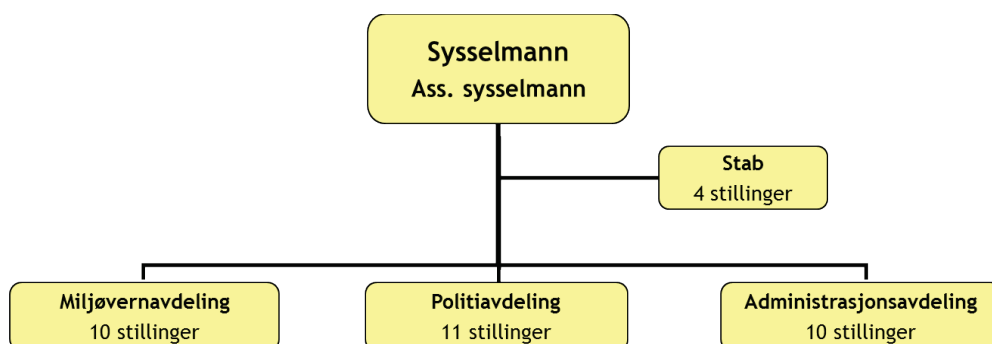 Sysselmann
Ass. sysselmann
Stab
4 stillinger
Miljøvernavdeling
10 stillinger
Politiavdeling
11 stillinger
Administrasjonsavdeling
10 stillinger